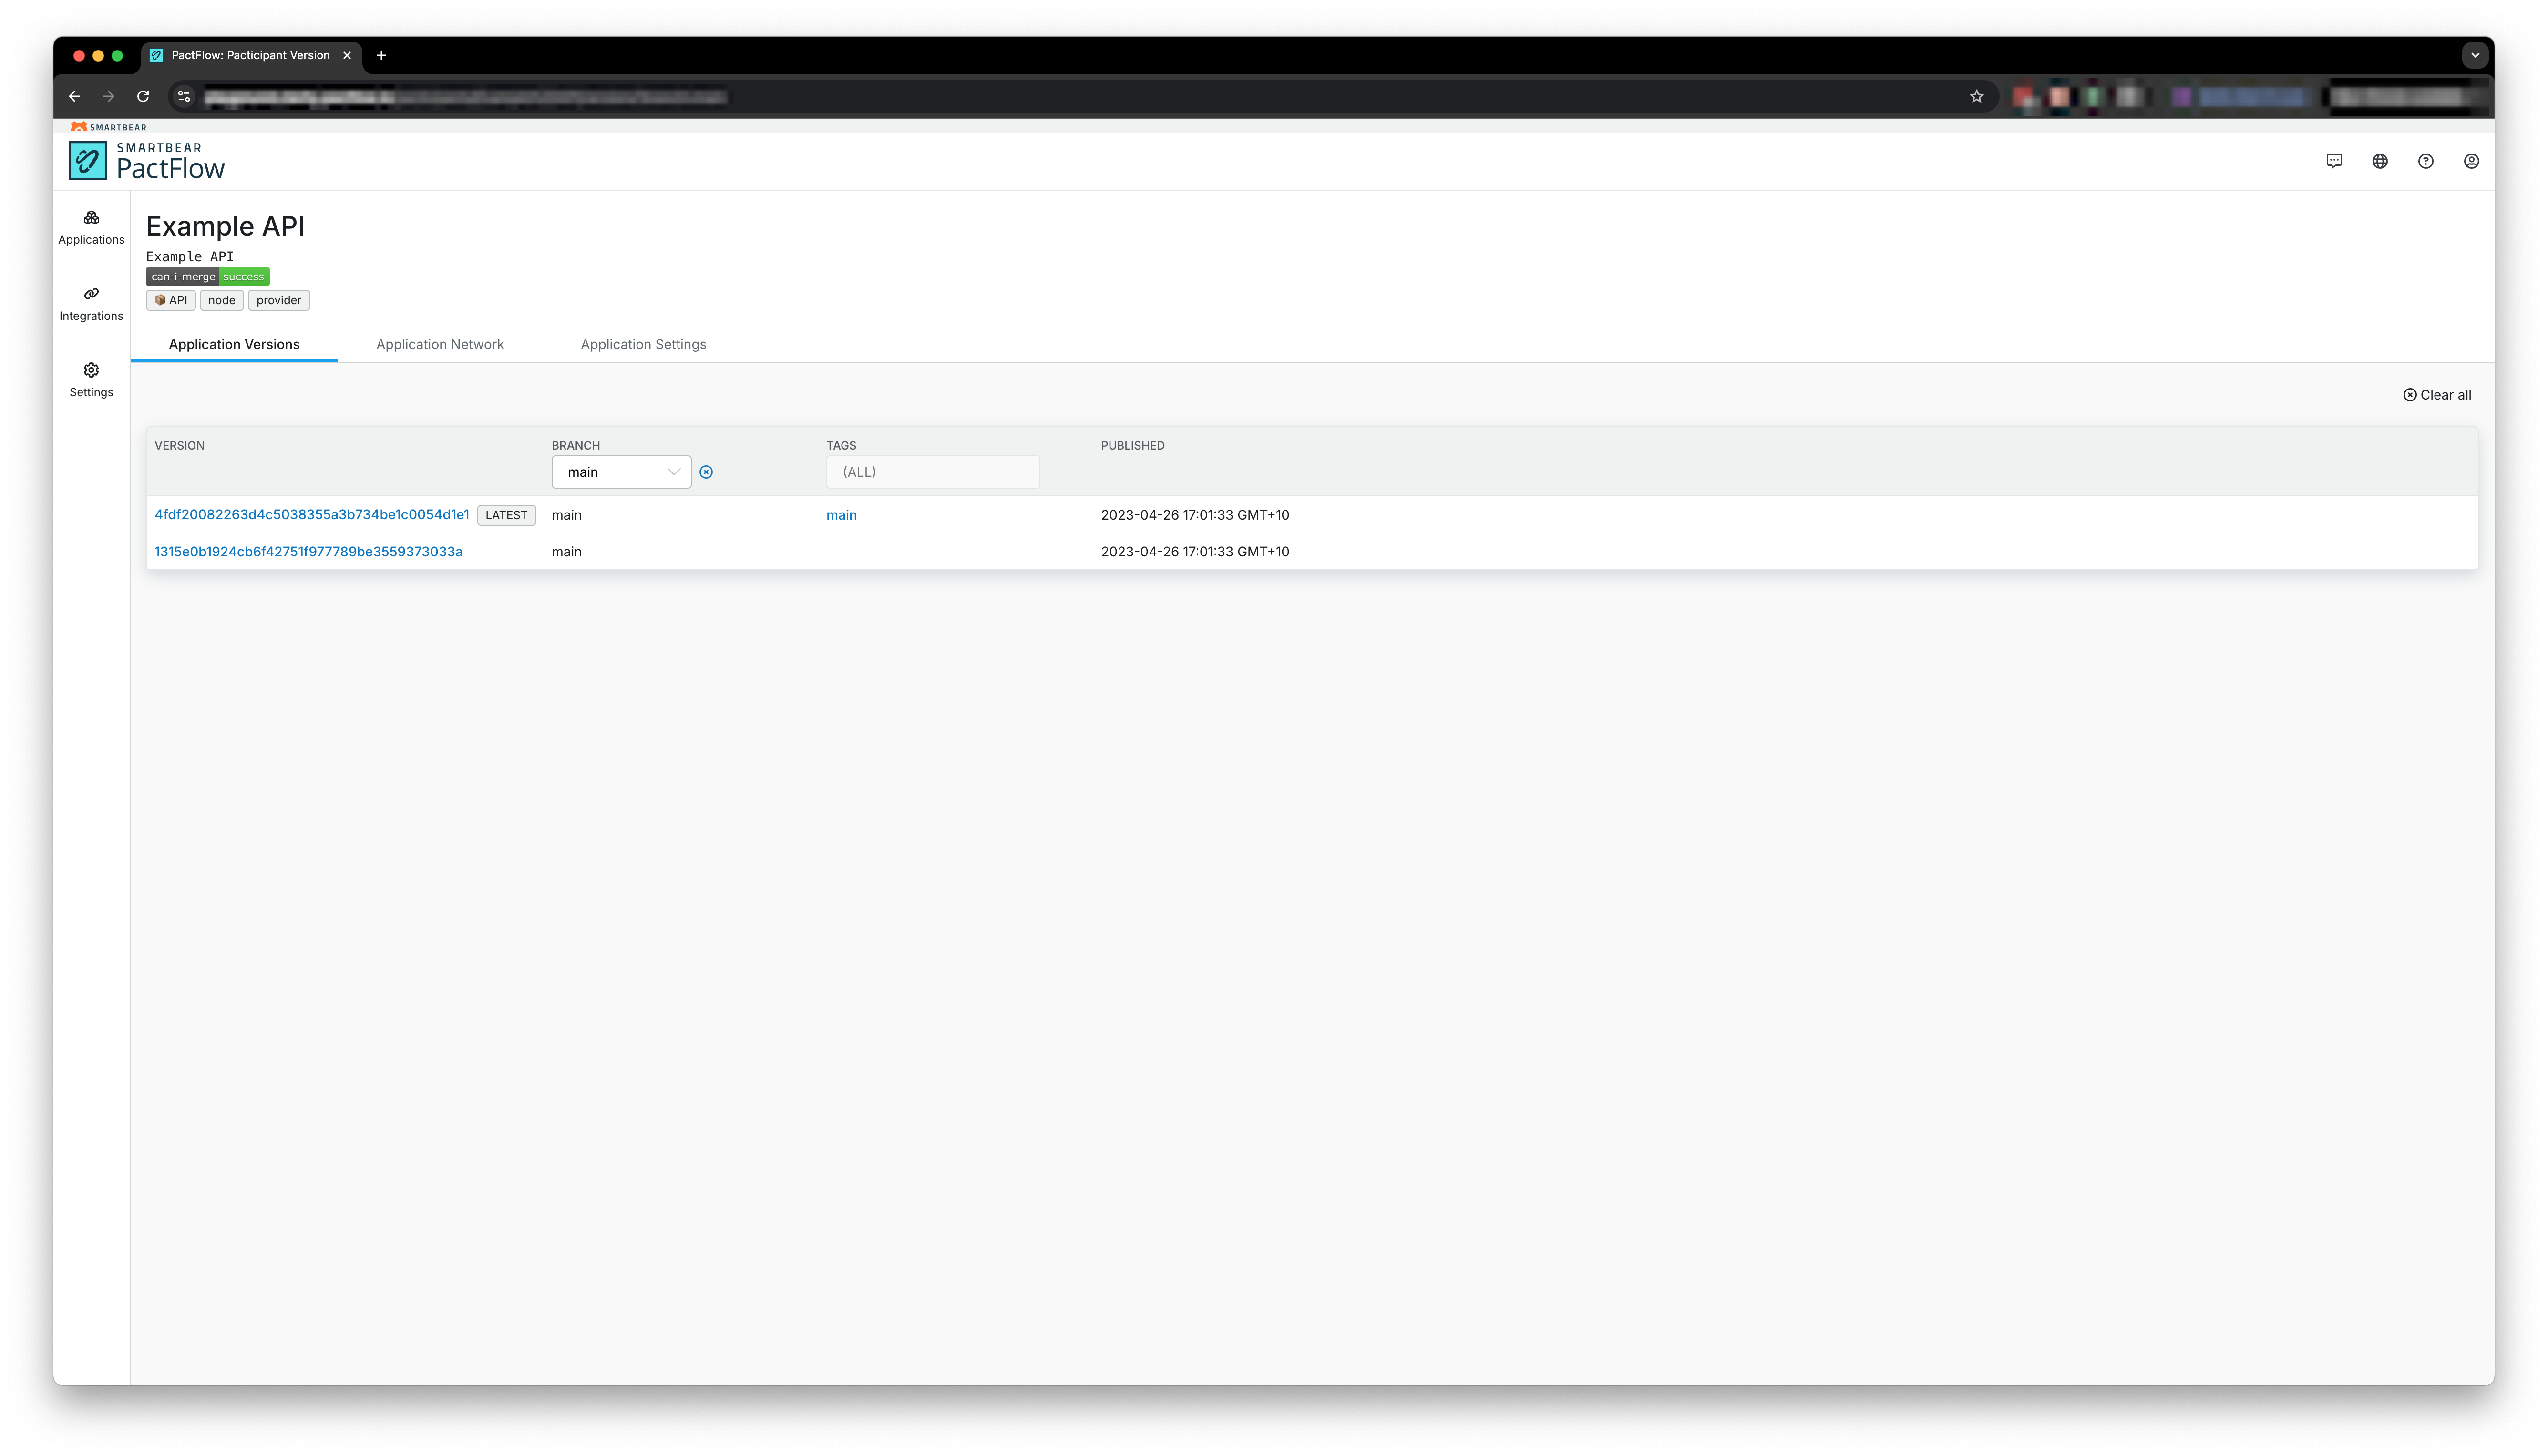 PactFlow: Pacticipant Version
SMARTBEAR
SMARTBEAR
PactFlow
Applications
Integrations
Settings
Example API
Example API
can-i-merge success
API node provider
Application Versions Application Network Application Settings
Clear all
VERSION BRANCH TAGS PUBLISHED
main (ALL)
4fdf20082263d4c5038355a3b734be1c0054d1e1 LATEST main main 2023-04-26 17:01:33 GMT+10
1315e0b1924cb6f42751f977789be3559373033a main 2023-04-26 17:01:33 GMT+10